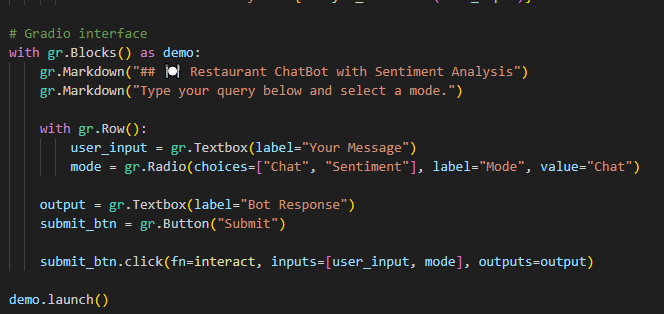 # Gradio interface
with gr.Blocks() as demo:
    gr.Markdown("## 🍽️ Restaurant ChatBot with Sentiment Analysis")
    gr.Markdown("Type your query below and select a mode.")

    with gr.Row():
        user_input = gr.Textbox(label="Your Message")
        mode = gr.Radio(choices=["Chat", "Sentiment"], label="Mode", value="Chat")

    output = gr.Textbox(label="Bot Response")
    submit_btn = gr.Button("Submit")

    submit_btn.click(fn=interact, inputs=[user_input, mode], outputs=output)

demo.launch()